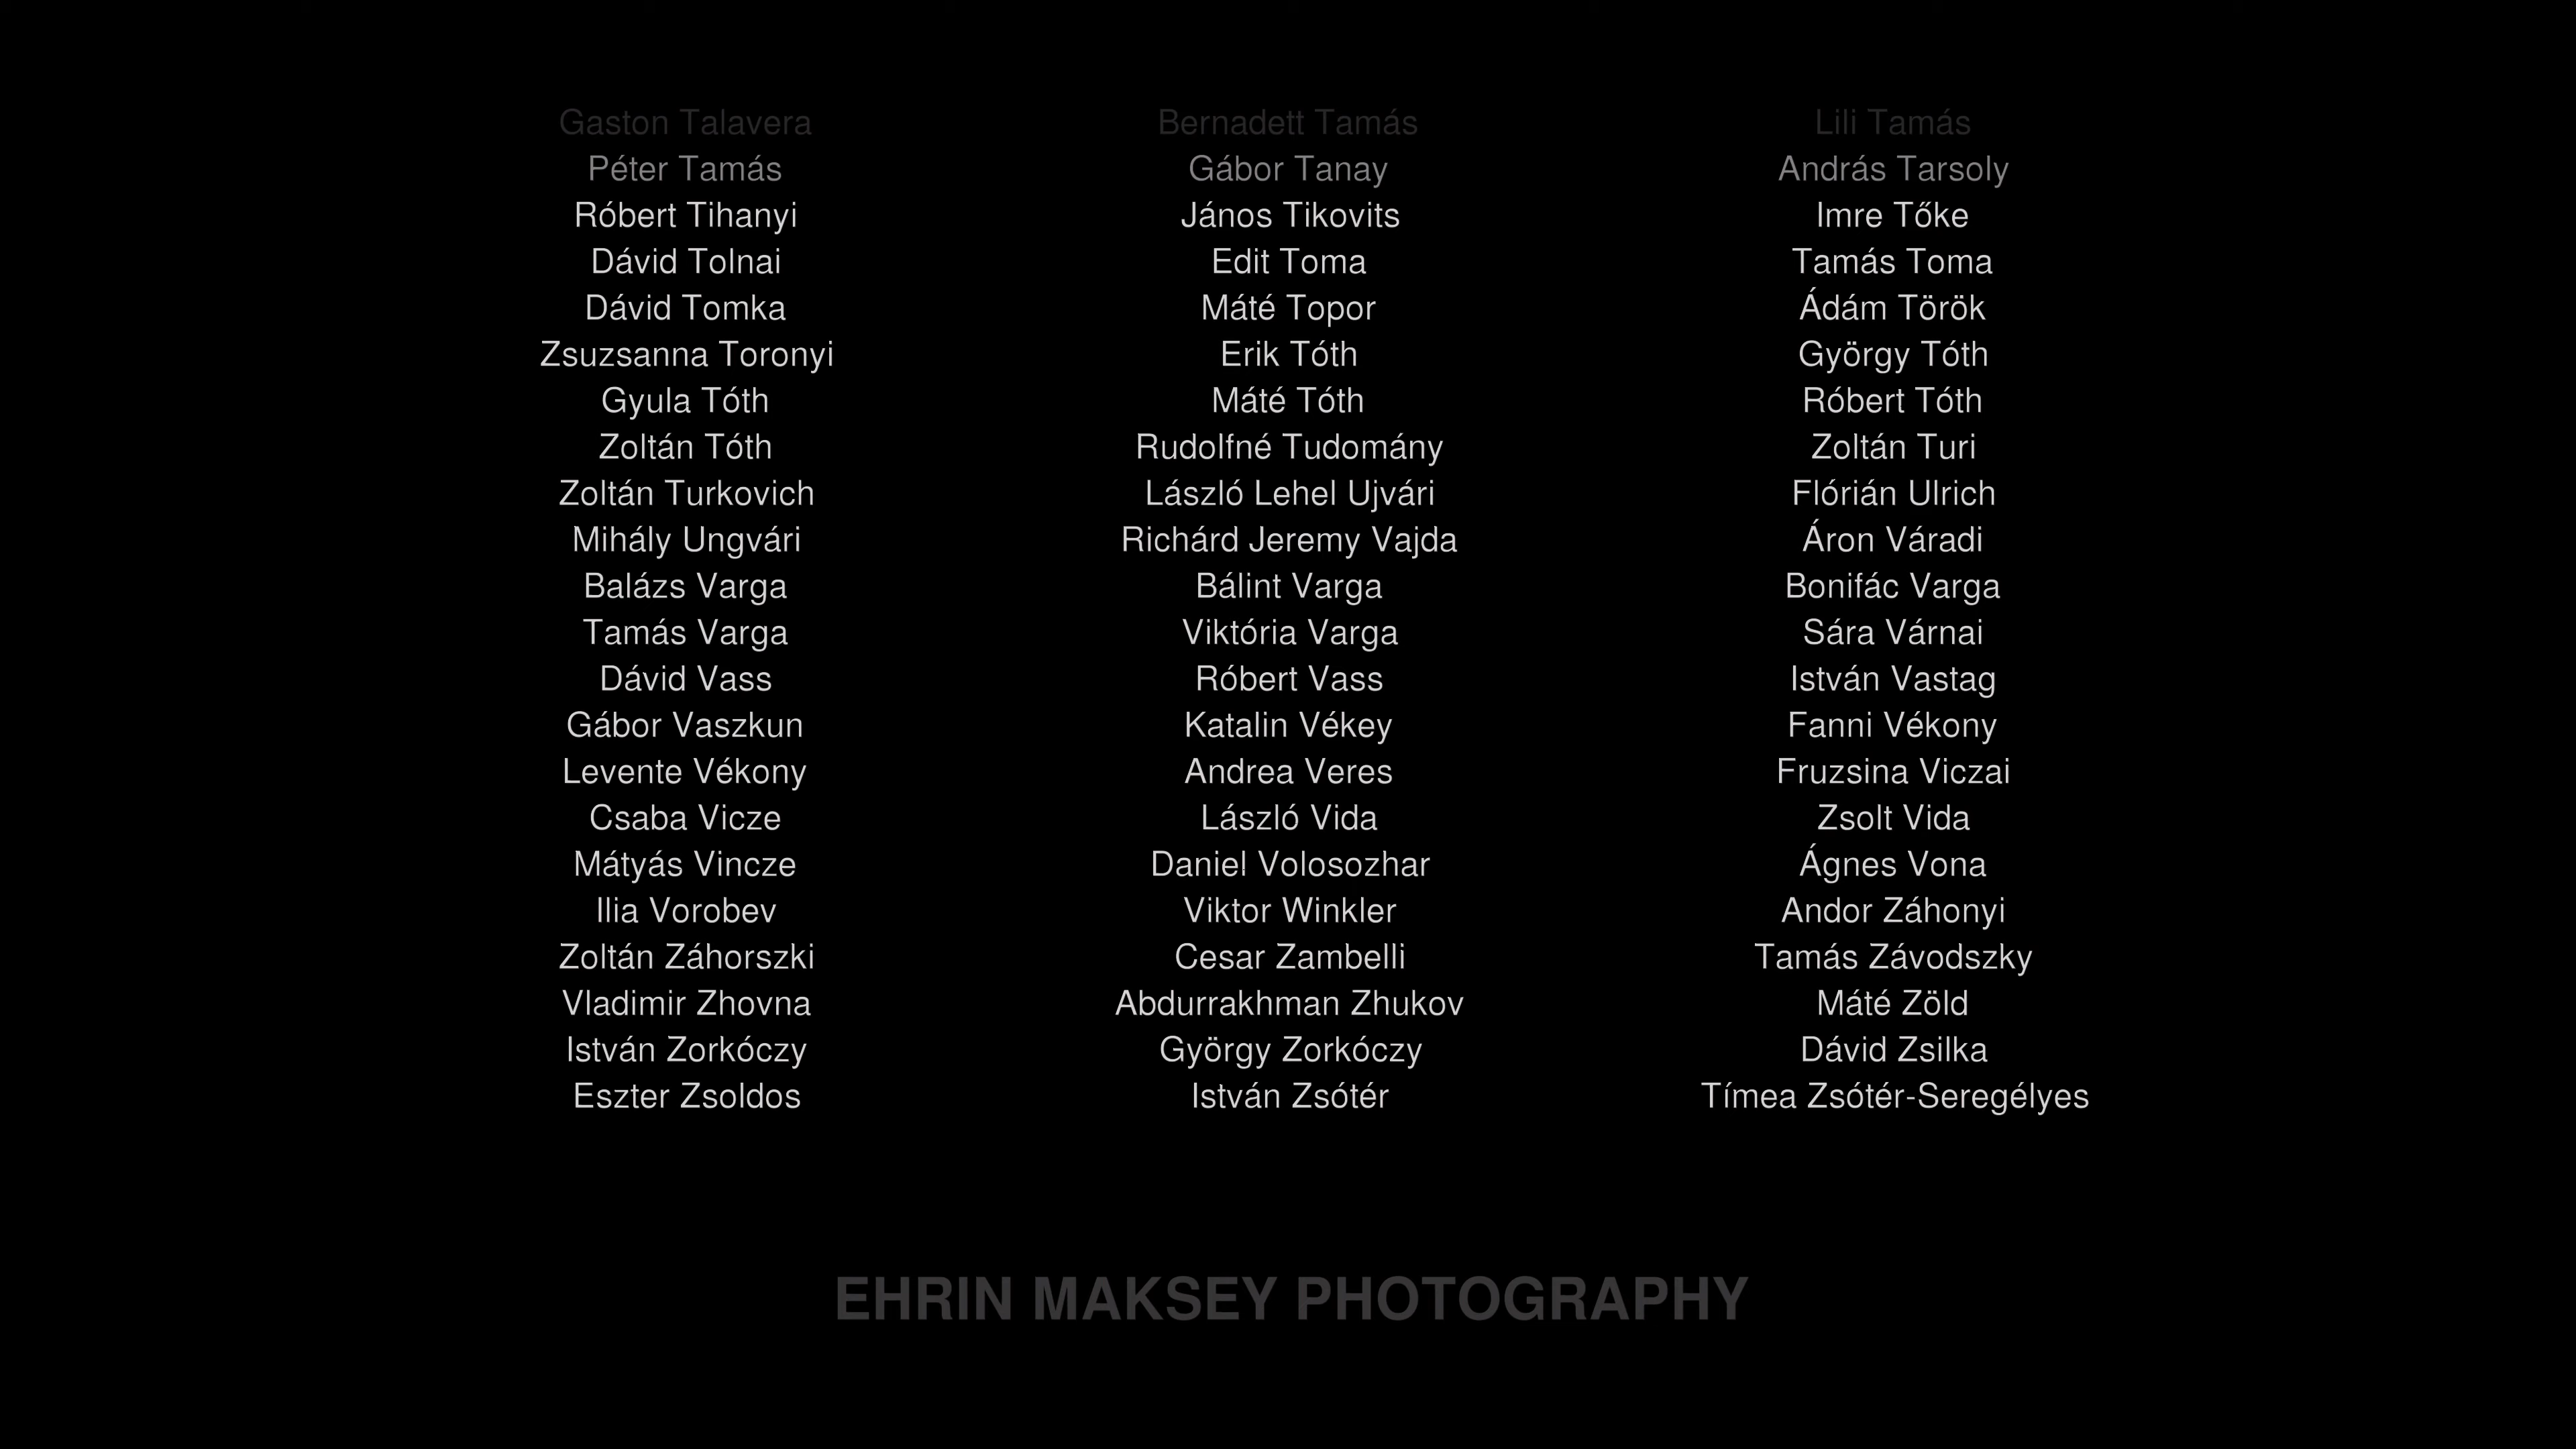 Gaston Talavera Bernadett Tamás Lili Tamás
Péter Tamás Gábor Tanay András Tarsoly
Róbert Tihanyi János Tikovits Imre Tőke
Dávid Tolnai Edit Toma Tamás Toma
Dávid Tomka Máté Topor Ádám Török
Zsuzsanna Toronyi Erik Tóth György Tóth
Gyula Tóth Máté Tóth Róbert Tóth
Zoltán Tóth Rudolfné Tudomány Zoltán Turi
Zoltán Turkovich László Lehel Ujvári Flórián Ulrich
Mihály Ungvári Richárd Jeremy Vajda Áron Váradi
Balázs Varga Bálint Varga Bonifác Varga
Tamás Varga Viktória Varga Sára Várnai
Dávid Vass Róbert Vass István Vastag
Gábor Vaszkun Katalin Vékey Fanni Vékony
Levente Vékony Andrea Veres Fruzsina Viczai
Csaba Vicze László Vida Zsolt Vida
Mátyás Vincze Daniel Volosozhar Ágnes Vona
Ilia Vorobev Viktor Winkler Andor Záhonyi
Zoltán Záhorszki Cesar Zambelli Tamás Závodszky
Vladimir Zhovna Abdurrakhman Zhukov Máté Zöld
István Zorkóczy György Zorkóczy Dávid Zsilka
Eszter Zsoldos István Zsótér Tímea Zsótér-Seregélyes
EHRIN MAKSEY PHOTOGRAPHY